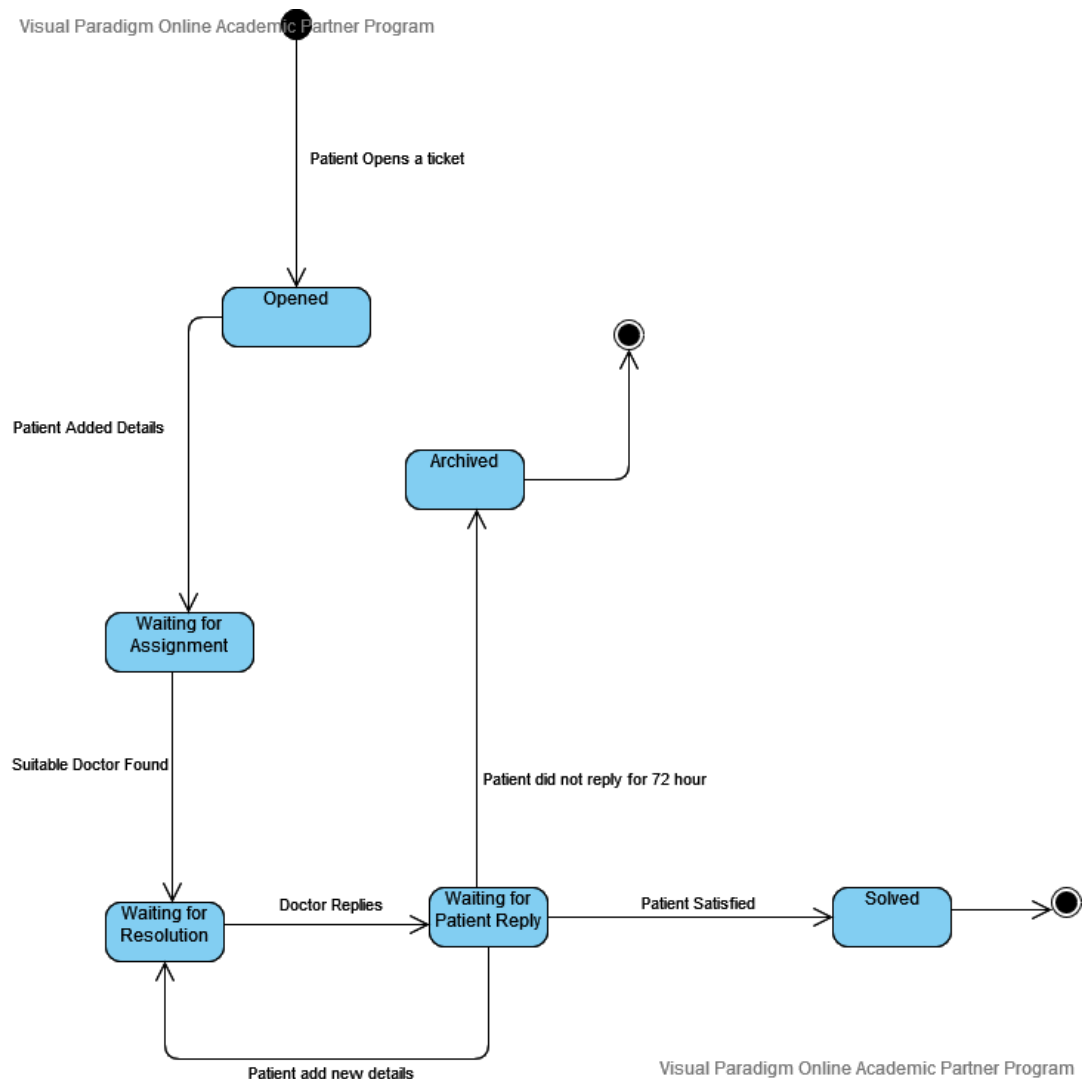 Visual Paradigm Online Academic Partner Program
Patient Opens a ticket
Opened
Patient Added Details
Archived
Waiting for
Assignment
Suitable Doctor Found
Patient did not reply for 72 hour
Waiting for
Resolution
Doctor Replies
Waiting for
Patient Reply
Patient Satisfied
Solved
Patient add new details
Visual Paradigm Online Academic Partner Program